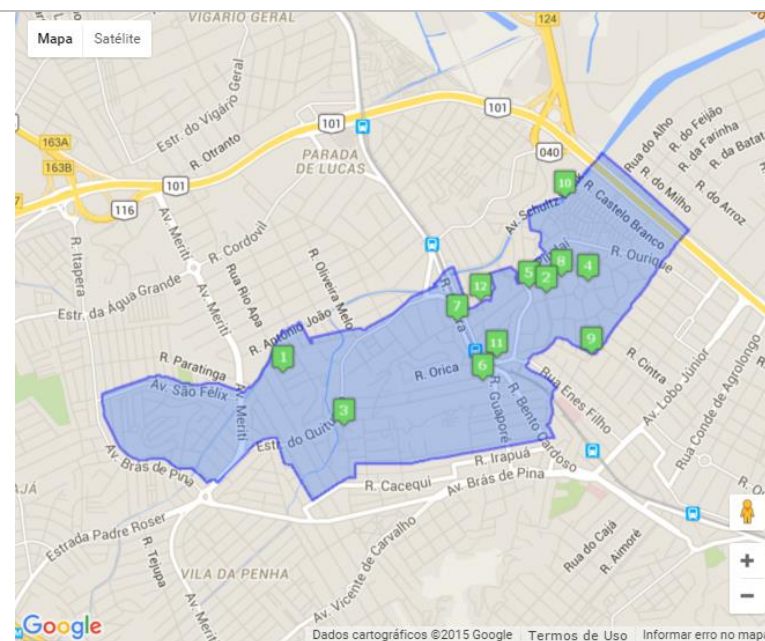 VIGÁRIO GERAL
124
Mapa Satélite
Estr. do Vigário Geral
101
101
163A
163B
R. Otranto
PARADA
DE LUCAS
040
Rua do Alho
R. do Feijão
R. da Farinha
R. da Batat
R. do Milho
R. do Arroz
101
116
Av. Meriti
R. Itapera
R. Cordovil
Rua Rio Apa
R. Oliveira Melo
Av. Schultz
10
R. Castelo Branco
R. Ourique
Estr. da Água Grande
Av. Meriti
5 2 8 4
12
7
R. Antônio João
R. Paratinga
1
11
9
R. Cintra
Av. São Félix
Av. Meriti
R. Orica
6
Rua Enes Filho
Av. Lobo Júnior
Rua Conde de Agrolongo
3
R. Guaporé
R. Bento Cardoso
Estr. do Quitu
Av. Brás de Pina
R. Irapuá
R. Cacequi
Av. Brás de Pina
Estrada Padre Roser
R. Tejupa
VILA DA PENHA
Av. Vicente de Carvalho
Rua do Cajá
R. Aimoré
+
−
Google
Dados cartográficos ©2015 Google Termos de Uso Informar erro no mapa